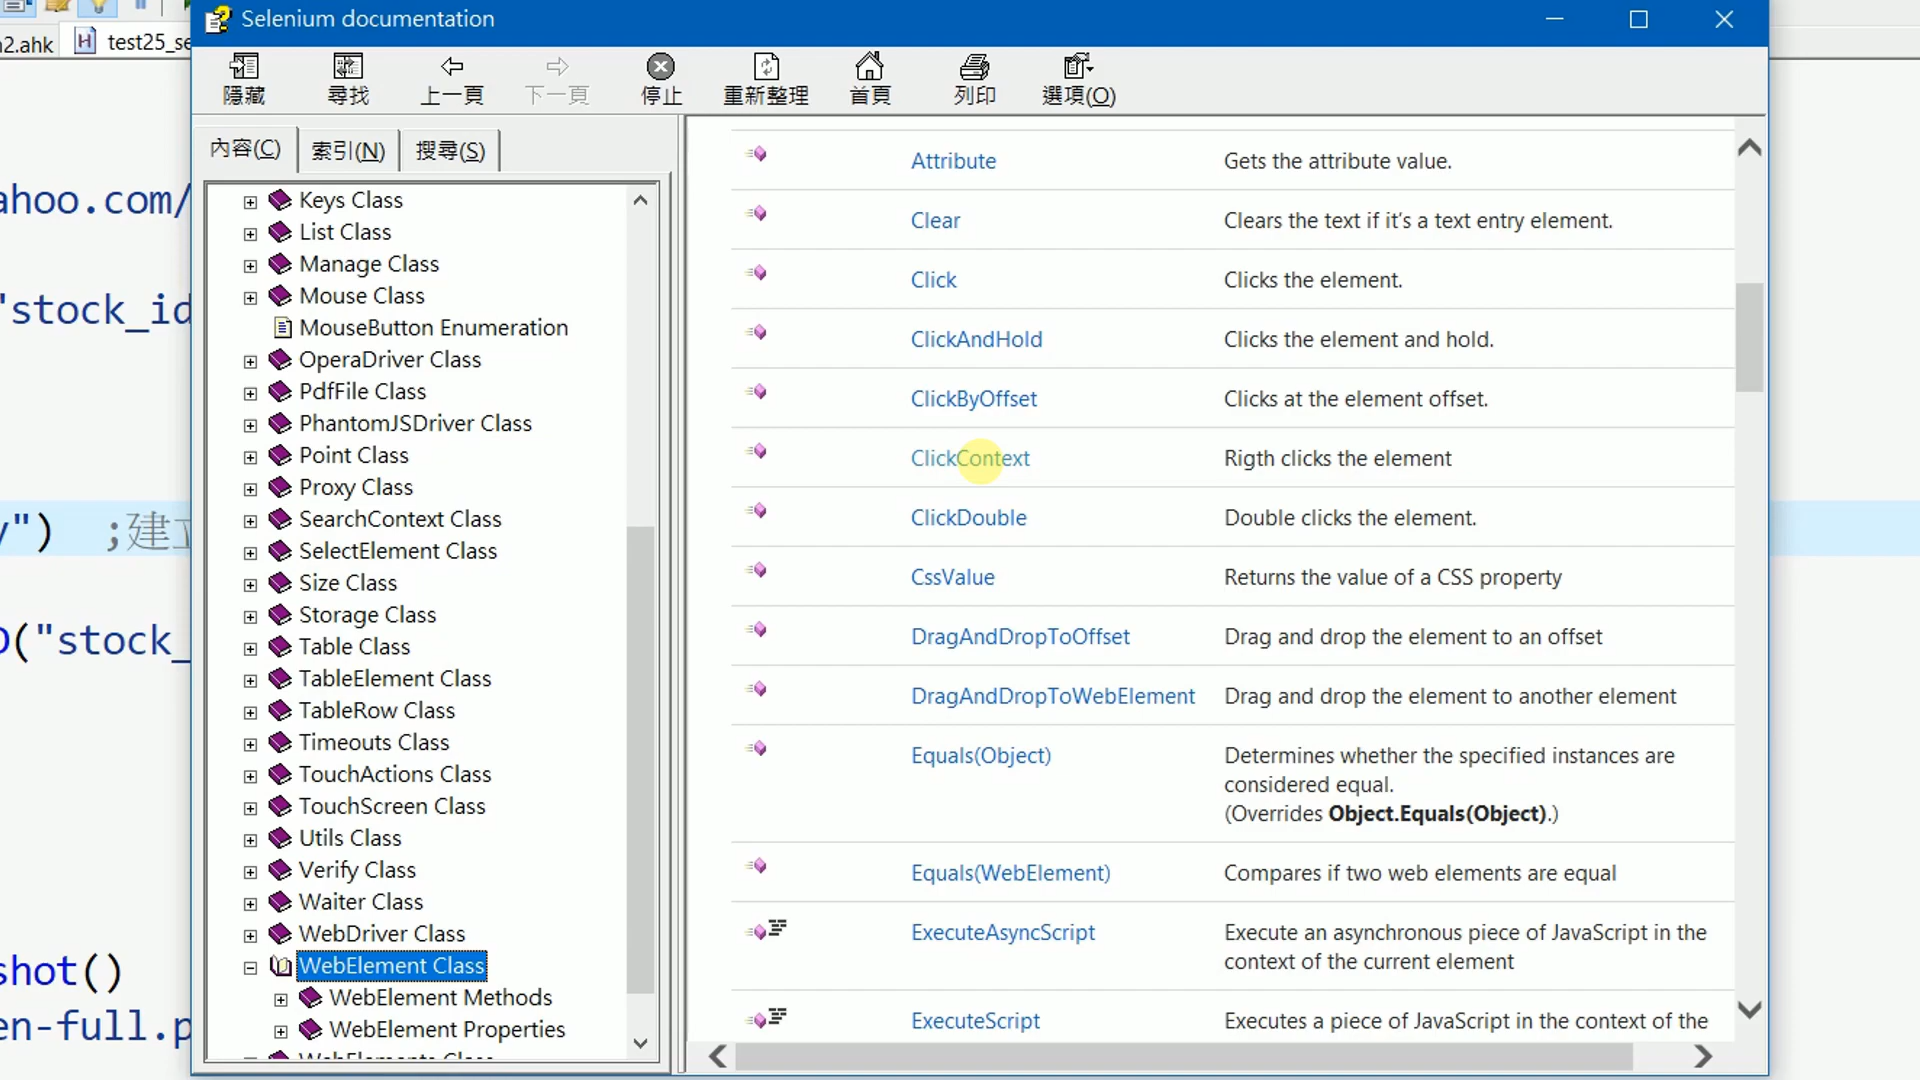 Selenium documentation
2.ahk
test25_se
隱藏
尋找
上一頁
下一頁
停止
重新整理
首頁
列印
選項(O)
內容(C)
索引(N)
搜尋(S)
ahoo.com/
"stock_id
y") ;建立
D("stock_
shot()
en-full.p
Keys Class
List Class
Manage Class
Mouse Class
MouseButton Enumeration
OperaDriver Class
PdfFile Class
PhantomJSDriver Class
Point Class
Proxy Class
SearchContext Class
SelectElement Class
Size Class
Storage Class
Table Class
TableElement Class
TableRow Class
Timeouts Class
TouchActions Class
TouchScreen Class
Utils Class
Verify Class
Waiter Class
WebDriver Class
WebElement Class
WebElement Methods
WebElement Properties
WebElements Class
Attribute Gets the attribute value.
Clear Clears the text if it's a text entry element.
Click Clicks the element.
ClickAndHold Clicks the element and hold.
ClickByOffset Clicks at the element offset.
ClickContext Rigth clicks the element
ClickDouble Double clicks the element.
CssValue Returns the value of a CSS property
DragAndDropToOffset Drag and drop the element to an offset
DragAndDropToWebElement Drag and drop the element to another element
Equals(Object) Determines whether the specified instances are
considered equal.
(Overrides Object.Equals(Object).)
Equals(WebElement) Compares if two web elements are equal
ExecuteAsyncScript Execute an asynchronous piece of JavaScript in the
context of the current element
ExecuteScript Executes a piece of JavaScript in the context of the